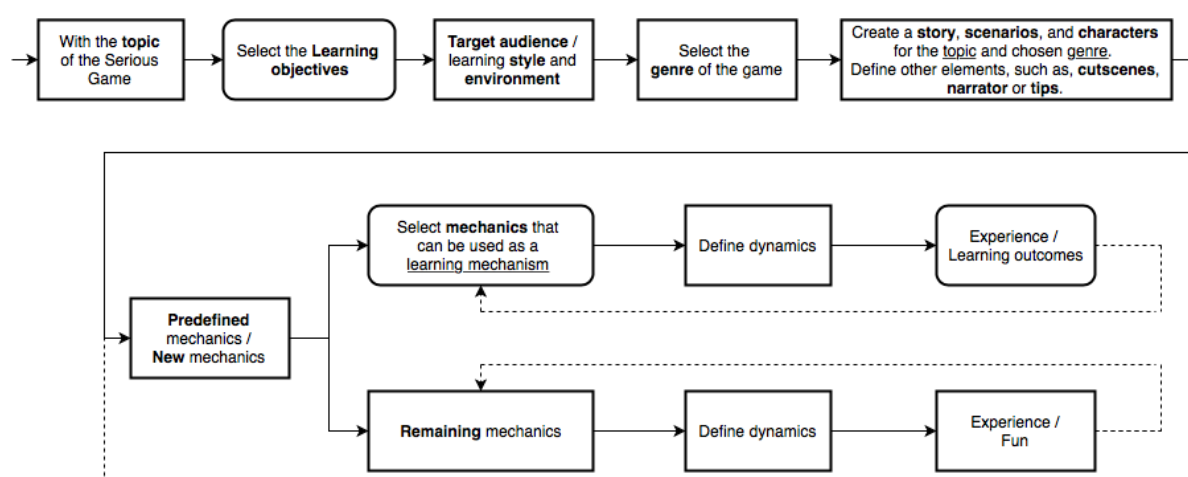 With the topic
of the Serious
Game
Select the Learning
objectives
Target audience /
learning style and
environment
Select the
genre of the game
Create a story, scenarios, and characters
for the topic and chosen genre.
Define other elements, such as, cutscenes,
narrator or tips.
Select mechanics that
can be used as a
learning mechanism
Define dynamics
Experience /
Learning outcomes
Predefined
mechanics /
New mechanics
Remaining mechanics
Define dynamics
Experience /
Fun